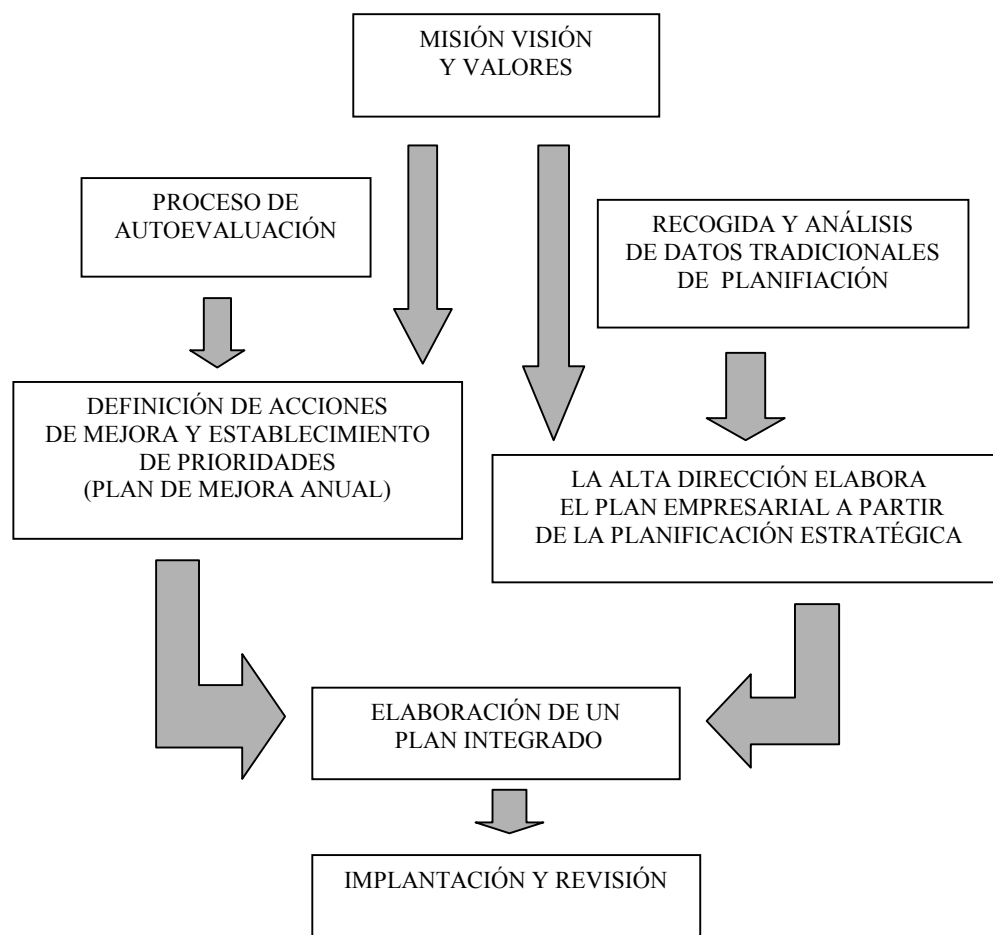 MISIÓN VISIÓN
Y VALORES
PROCESO DE
AUTOEVALUACIÓN
RECOGIDA Y ANÁLISIS
DE DATOS TRADICIONALES
DE PLANIFIACIÓN
DEFINICIÓN DE ACCIONES
DE MEJORA Y ESTABLECIMIENTO
DE PRIORIDADES
(PLAN DE MEJORA ANUAL)
LA ALTA DIRECCIÓN ELABORA
EL PLAN EMPRESARIAL A PARTIR
DE LA PLANIFICACIÓN ESTRATÉGICA
ELABORACIÓN DE UN
PLAN INTEGRADO
IMPLANTACIÓN Y REVISIÓN